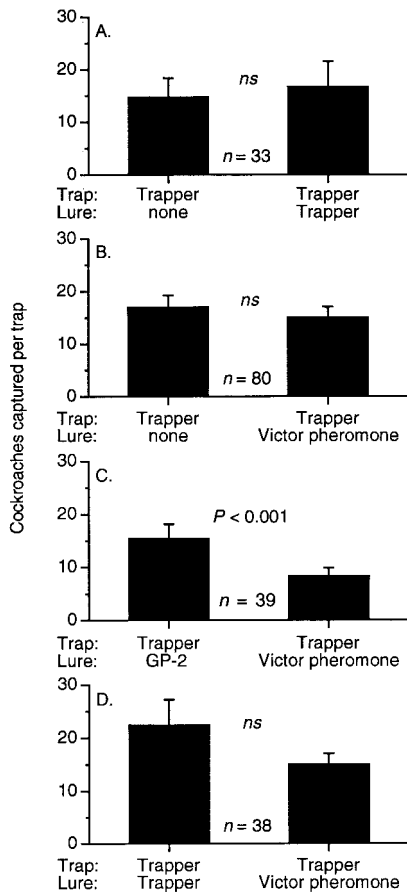 Cockroaches captured per trap
A.
30
20
10
0
ns
n = 33
Trap: Trapper Trapper
Lure: none Trapper
B.
30
20
10
0
ns
n = 80
Trap: Trapper Trapper
Lure: none Victor pheromone
C.
30
20
10
0
P < 0.001
n = 39
Trap: Trapper Trapper
Lure: GP-2 Victor pheromone
D.
30
20
10
0
ns
n = 38
Trap: Trapper Trapper
Lure: Trapper Victor pheromone